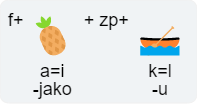 f+ + zp+
a=i k=l
-jako -u